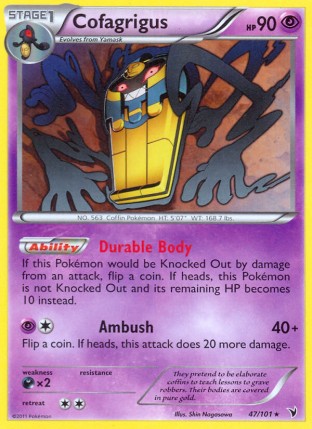 STAGE1
Cofagrigus
HP90
Evolves from Yamask
NO. 563 Coffin Pokémon. HT. 5'07" WT. 168.7 lbs.
Ability Durable Body
If this Pokémon would be Knocked Out by damage
from an attack, flip a coin. If heads, this Pokémon
is not Knocked Out and its remaining HP becomes
10 instead.
Ambush 40+
Flip a coin. If heads, this attack does 20 more damage.
weakness resistance
×2
retreat
They pretend to be elaborate
coffins to teach lessons to grave
robbers. Their bodies are covered
in pure gold.
©2011 Pokémon
Illus. Shin Nagasawa
47/101 ★